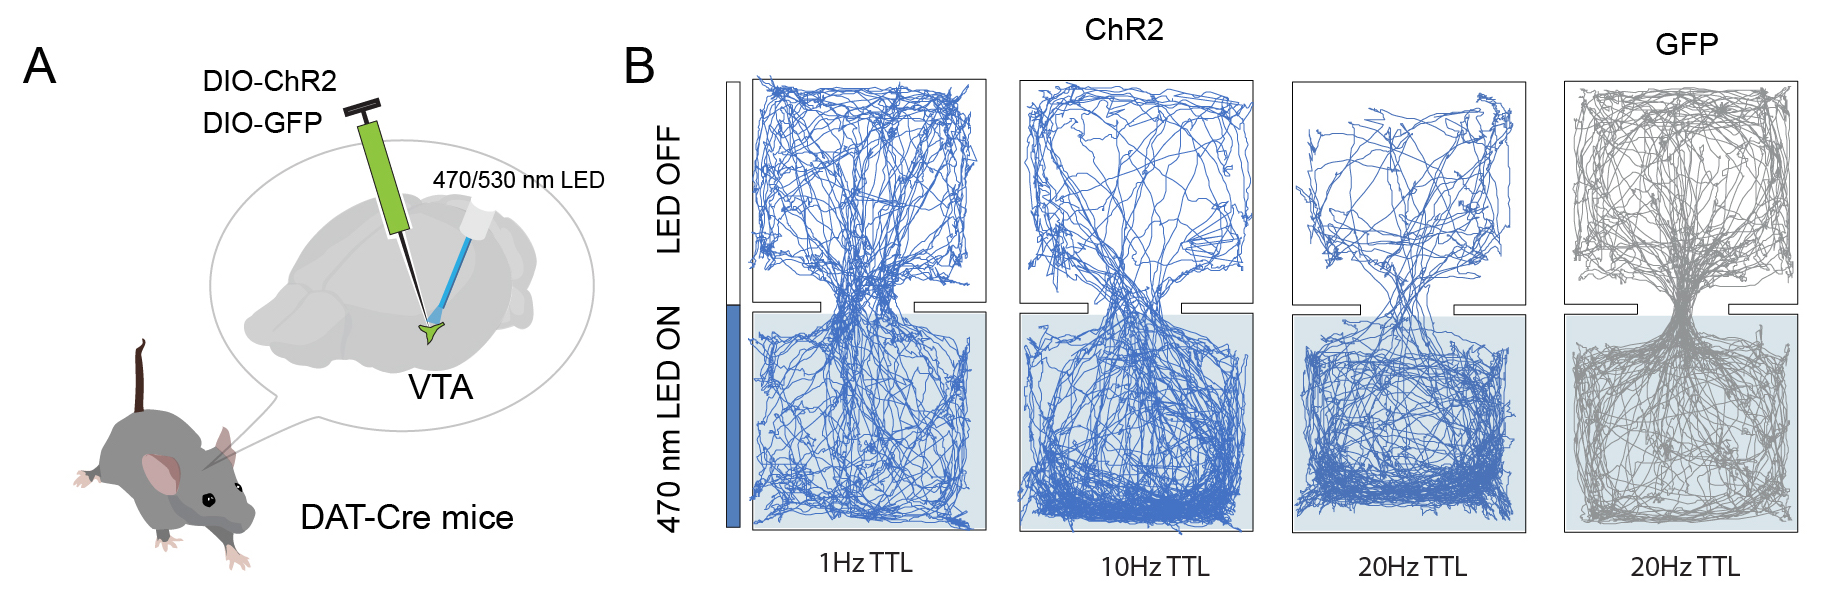 A
DIO-ChR2
DIO-GFP
470/530 nm LED
VTA
DAT-Cre mice
B
ChR2
GFP
LED OFF
470 nm LED ON
1Hz TTL
10Hz TTL
20Hz TTL
20Hz TTL